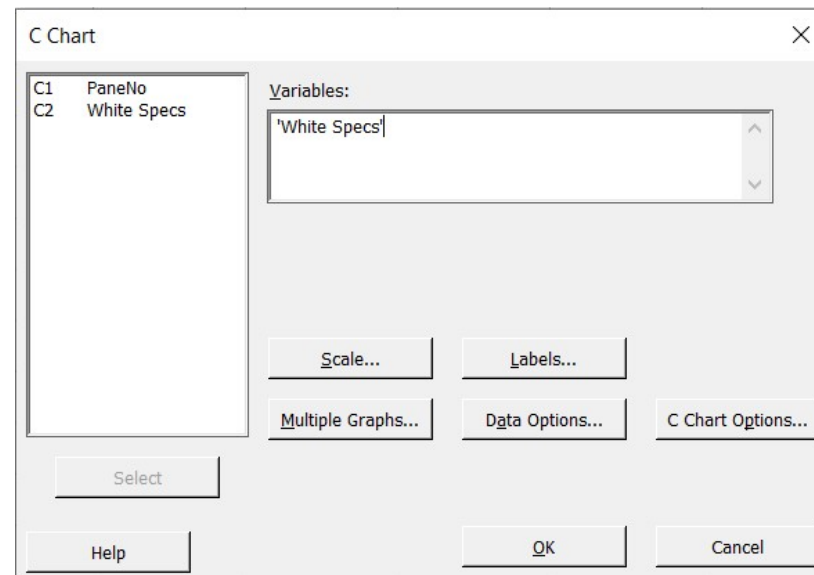 C Chart
C1 PaneNo
C2 White Specs
Variables:
'White Specs'
Scale...
Labels...
Multiple Graphs...
Data Options...
C Chart Options...
Select
Help
OK
Cancel